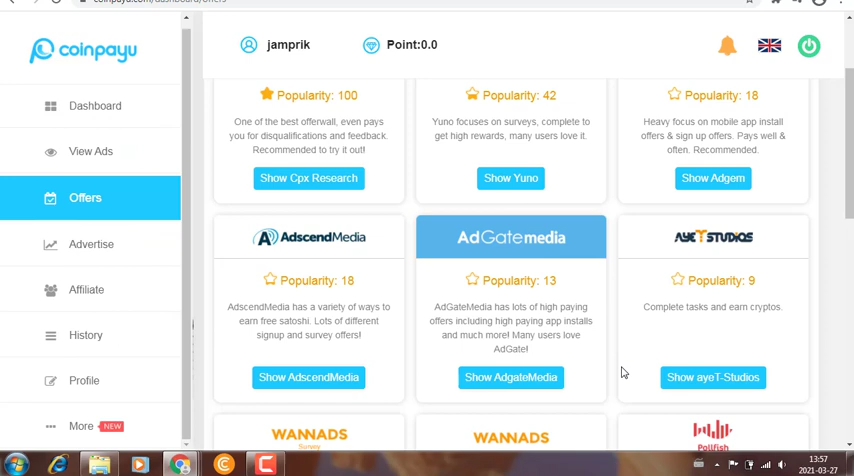 coinpayu.com/dashboard/offers
coinpayu
jamprik
Point:0.0
Dashboard
View Ads
Offers
Advertise
Affiliate
History
Profile
More NEW
Popularity: 100
One of the best offerwall, even pays
you for disqualifications and feedback.
Recommended to try it out!
Show Cpx Research
Popularity: 42
Yuno focuses on surveys, complete to
get high rewards, many users love it.
Show Yuno
Popularity: 18
Heavy focus on mobile app install
offers & sign up offers. Pays well &
often. Recommended.
Show Adgem
AdscendMedia
Popularity: 18
AdscendMedia has a variety of ways to
earn free satoshi. Lots of different
signup and survey offers!
Show AdscendMedia
AdGatemedia
Popularity: 13
AdGateMedia has lots of high paying
offers including high paying app installs
and much more! Many users love
AdGate!
Show AdgateMedia
AYET STUDIOS
Popularity: 9
Complete tasks and earn cryptos.
Show ayeT-Studios
WANNADS
Survey
WANNADS
Pollfish
13:57
2021-03-27